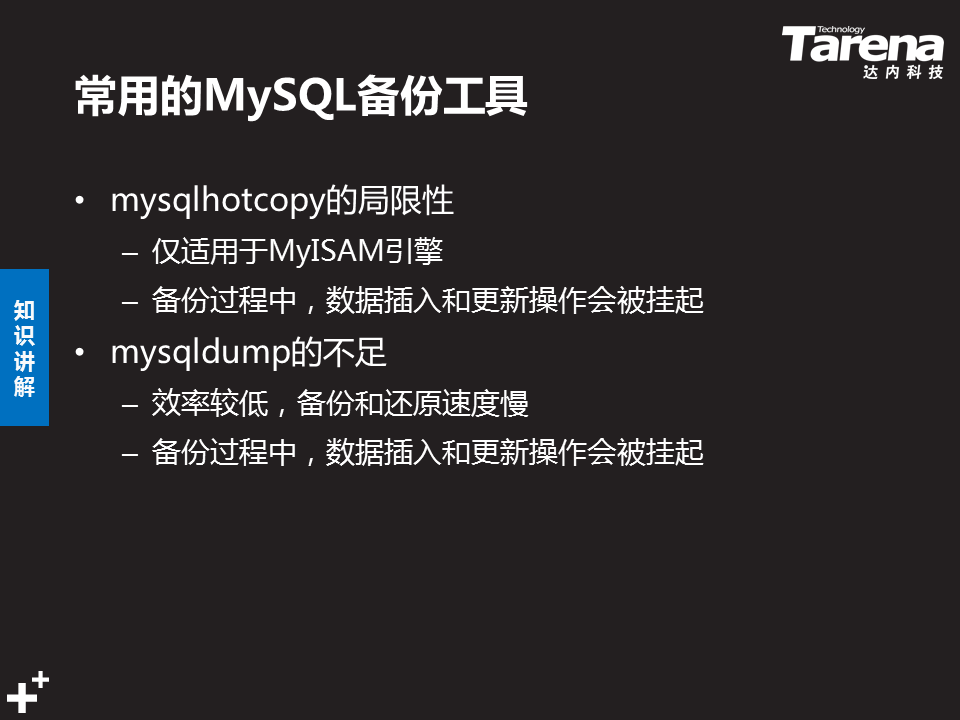 Technology
Tarena
达内科技
常用的MySQL备份工具
• mysqlhotcopy的局限性
– 仅适用于MyISAM引擎
– 备份过程中，数据插入和更新操作会被挂起
• mysqldump的不足
– 效率较低，备份和还原速度慢
– 备份过程中，数据插入和更新操作会被挂起
知
识
讲
解